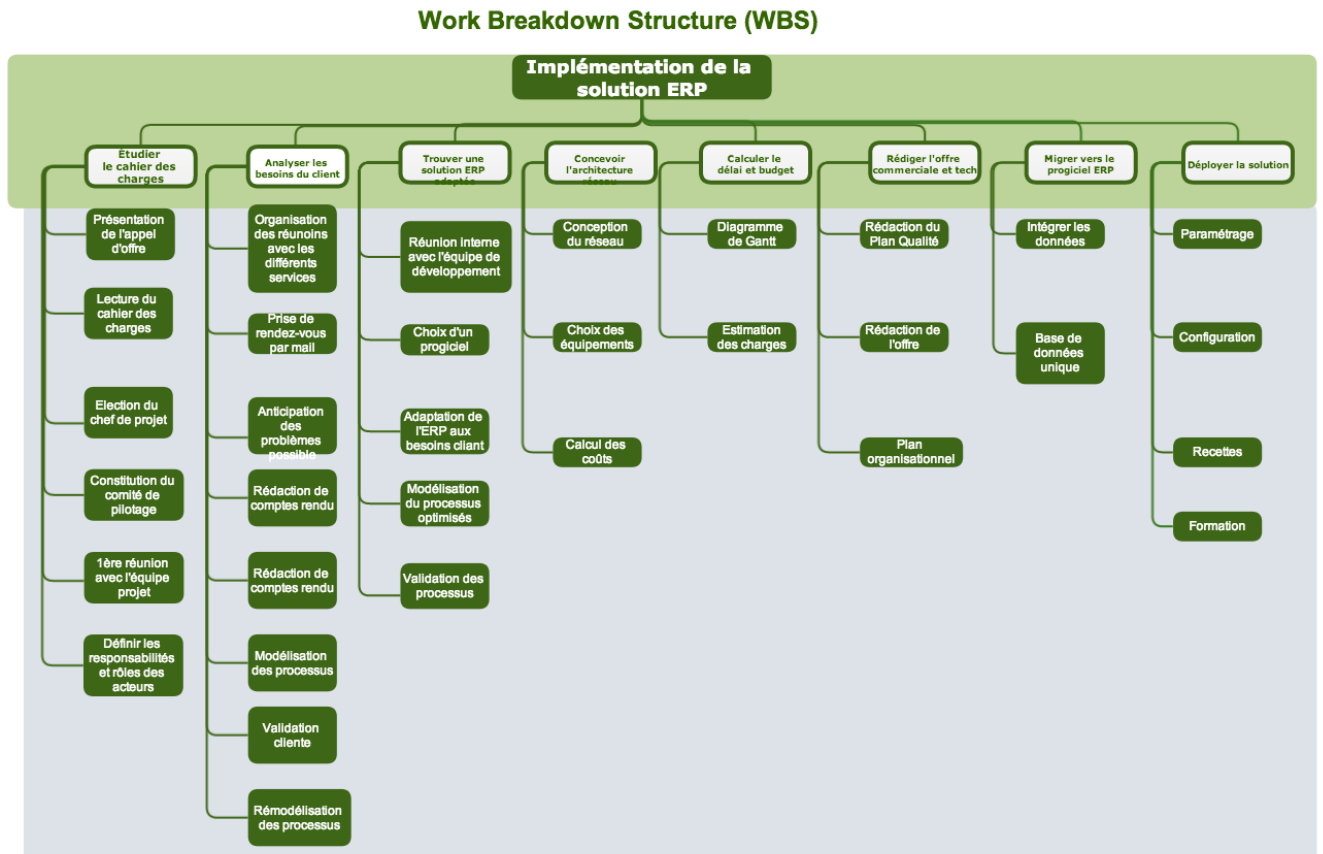 Work Breakdown Structure (WBS)
Implémentation de la
solution ERP
Étudier
le cahier des
charges
Présentation
de l'appel
d'offre
Lecture du
cahier des
charges
Election du
chef de projet
Constitution du
comité de
pilotage
1ère réunion
avec l'équipe
projet
Définir les
responsabilités
et rôles des
acteurs
Analyser les
besoins du client
Organisation
des réunoins
avec les
différents
services
Prise de
rendez-vous
par mail
Anticipation
des
problèmes
possible
Rédaction de
comptes rendu
Rédaction de
comptes rendu
Modélisation
des processus
Validation
cliente
Rémodélisation
des processus
Trouver une
solution ERP
adaptée
Réunion interne
avec l'équipe de
développement
Choix d'un
progiciel
Adaptation de
l'ERP aux
besoins cliant
Modélisation
du processus
optimisés
Validation des
processus
Concevoir
l'architecture
réseau
Conception
du réseau
Choix des
équipements
Calcul des
coûts
Calculer le
délai et budget
Diagramme
de Gantt
Estimation
des charges
Rédiger l'offre
commerciale et tech
Rédaction du
Plan Qualité
Rédaction de
l'offre
Plan
organisationnel
Migrer vers le
progiciel ERP
Intégrer les
données
Base de
données
unique
Déployer la solution
Paramétrage
Configuration
Recettes
Formation